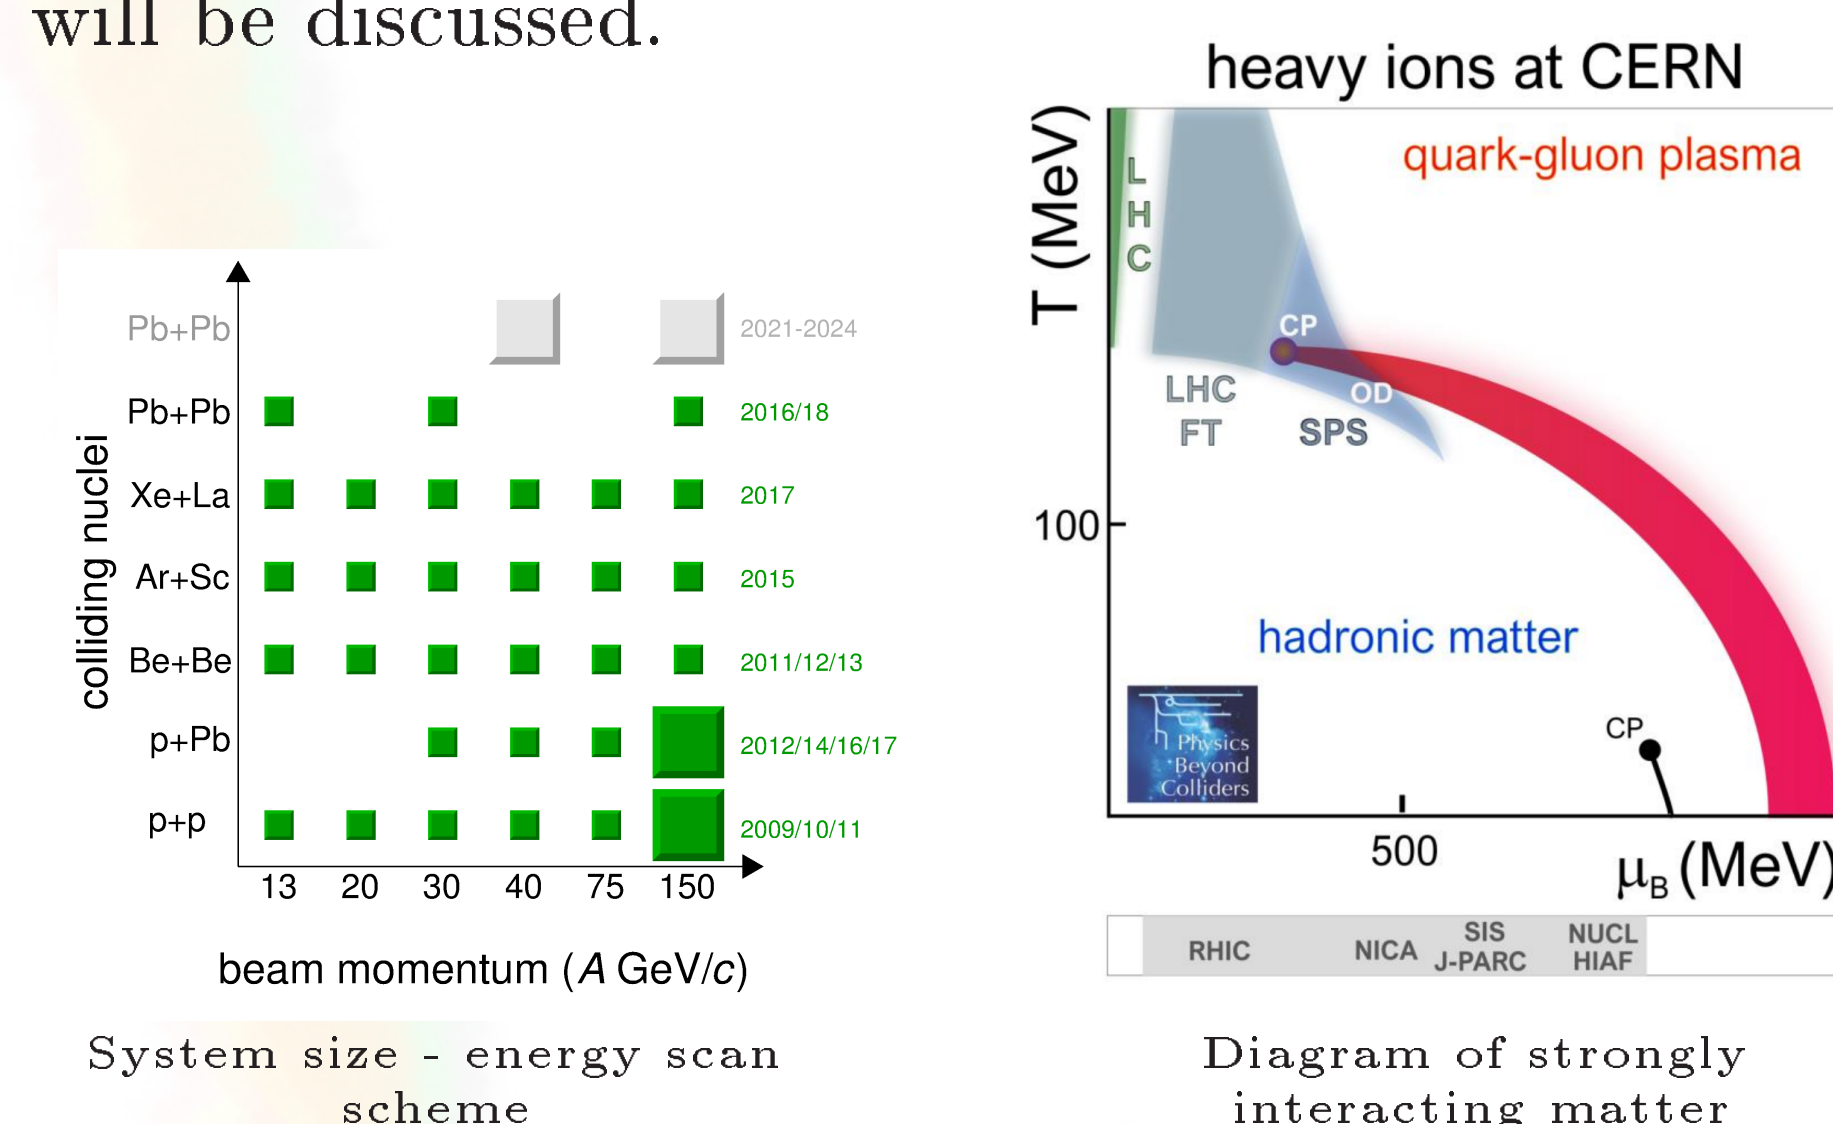 will be discussed.
colliding nuclei
Pb+Pb 2021-2024
Pb+Pb 2016/18
Xe+La 2017
Ar+Sc 2015
Be+Be 2011/12/13
p+Pb 2012/14/16/17
p+p 2009/10/11
13 20 30 40 75 150
beam momentum (A GeV/c)
System size - energy scan
scheme
heavy ions at CERN
T (MeV)
quark-gluon plasma
LHC
CP
OD
LHC
FT
SPS
100
hadronic matter
Physics
Beyond
Colliders
CP
500
μB (MeV)
RHIC
NICA
SIS
J-PARC
NUCL
HIAF
Diagram of strongly
interacting matter